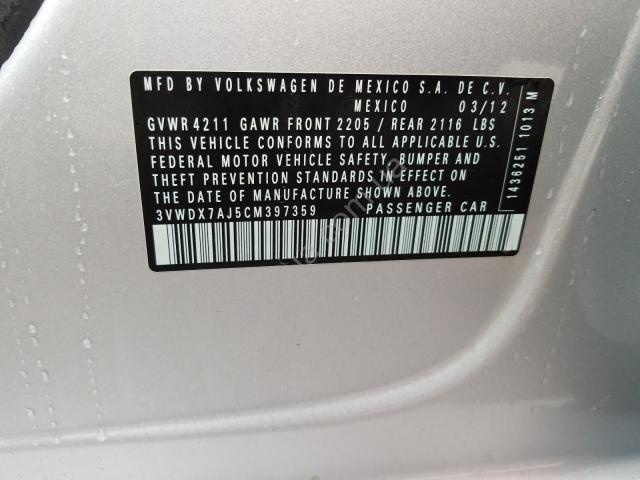 MFD BY VOLKSWAGEN DE MEXICO S.A. DE C.V.
MEXICO 03/12
GVWR 4211 GAWR FRONT 2205 / REAR 2116 LBS
THIS VEHICLE CONFORMS TO ALL APPLICABLE U.S.
FEDERAL MOTOR VEHICLE SAFETY, BUMPER AND
THEFT PREVENTION STANDARDS IN EFFECT ON THE
DATE OF MANUFACTURE SHOWN ABOVE.
3VWDX7AJ5CM397359 PASSENGER CAR
1436251 1013 M